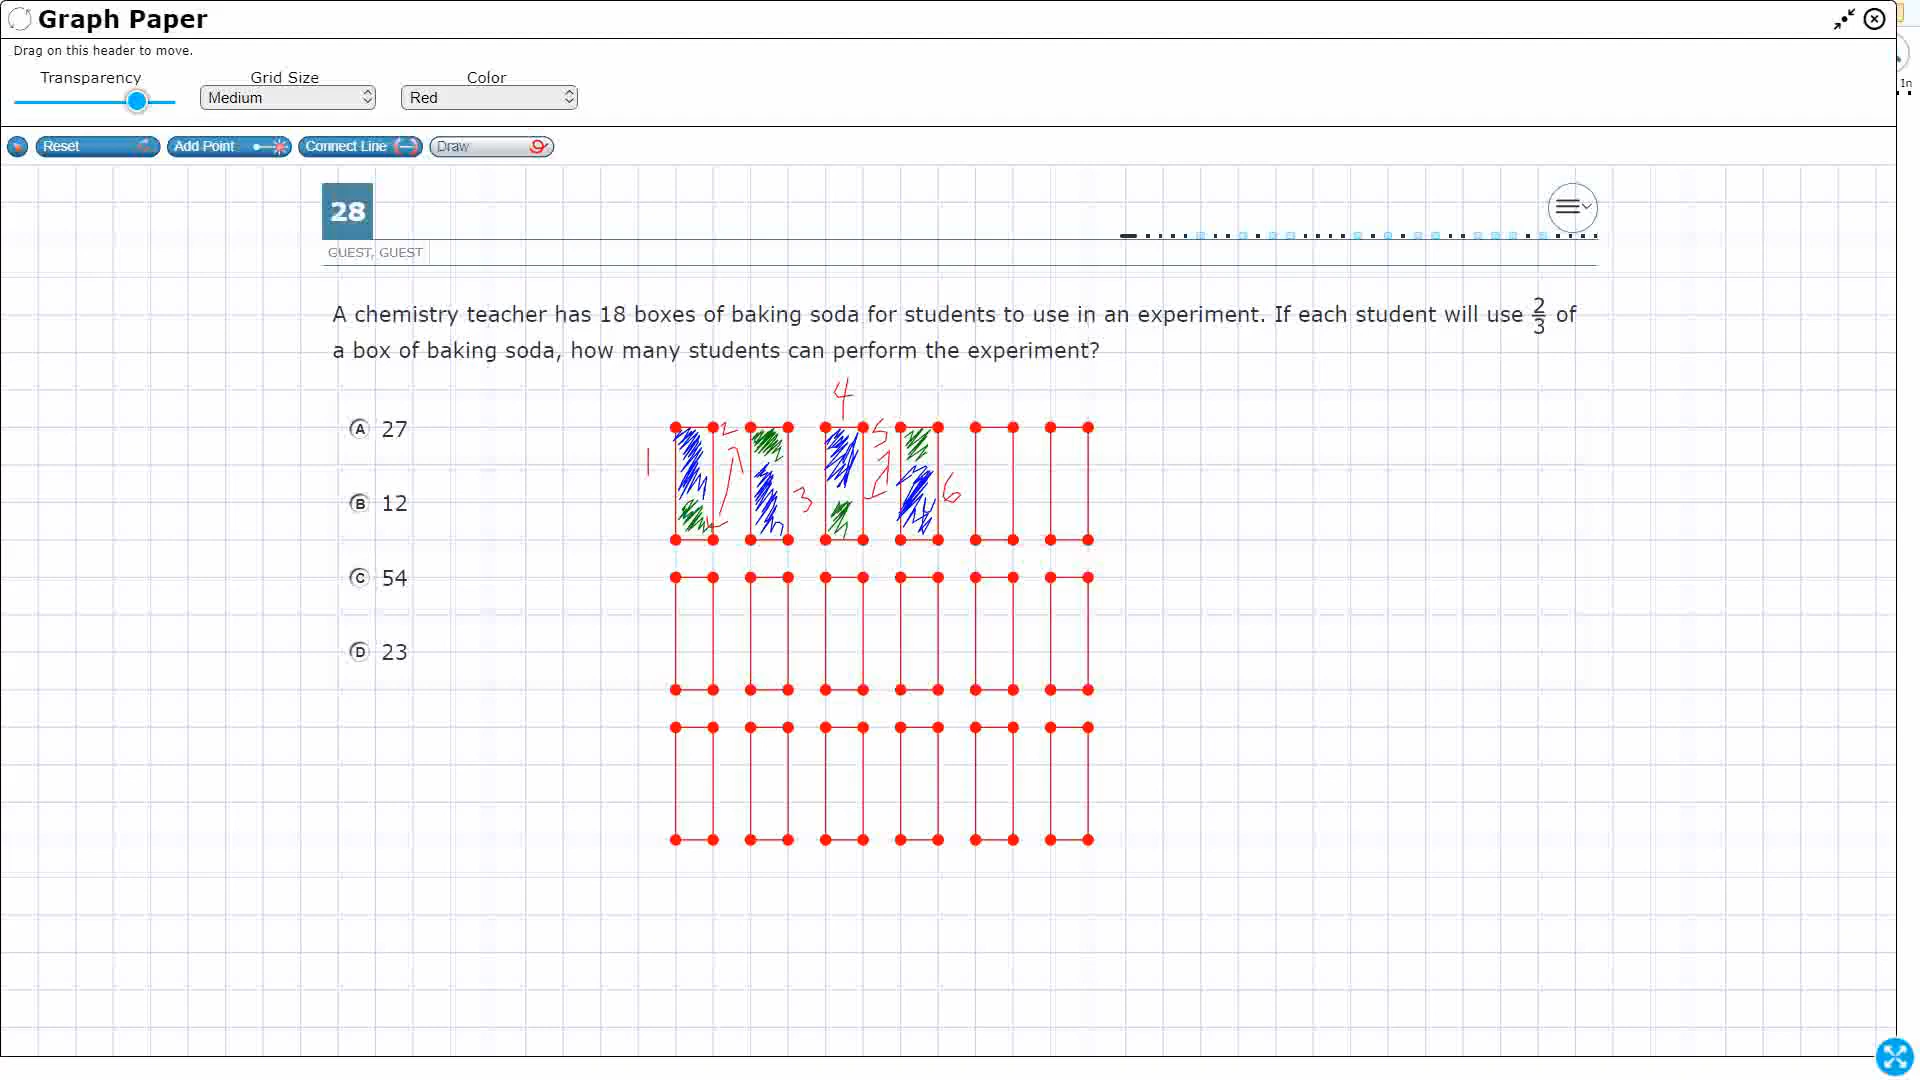 Graph Paper
Drag on this header to move.
Transparency Grid Size Color
Medium Red
Reset Add Point Connect Line Draw
1n
28
GUEST, GUEST
A chemistry teacher has 18 boxes of baking soda for students to use in an experiment. If each student will use 2/3 of
a box of baking soda, how many students can perform the experiment?
4
A 27
1 2 3 5 6
B 12
C 54
D 23